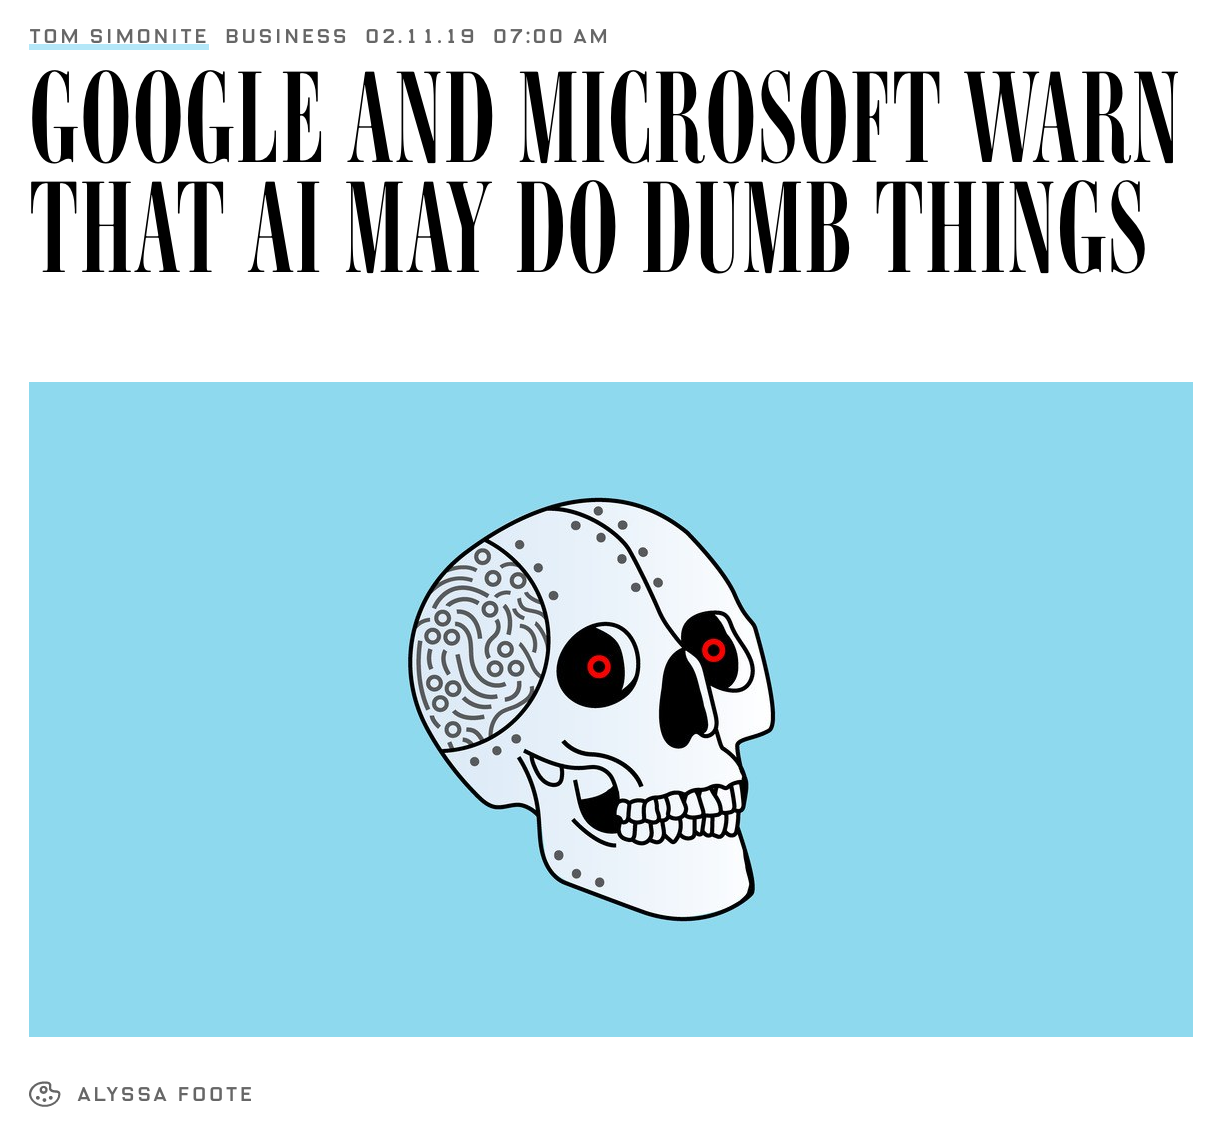 TOM SIMONITE BUSINESS 02.11.19 07:00 AM
GOOGLE AND MICROSOFT WARN
THAT AI MAY DO DUMB THINGS
ALYSSA FOOTE